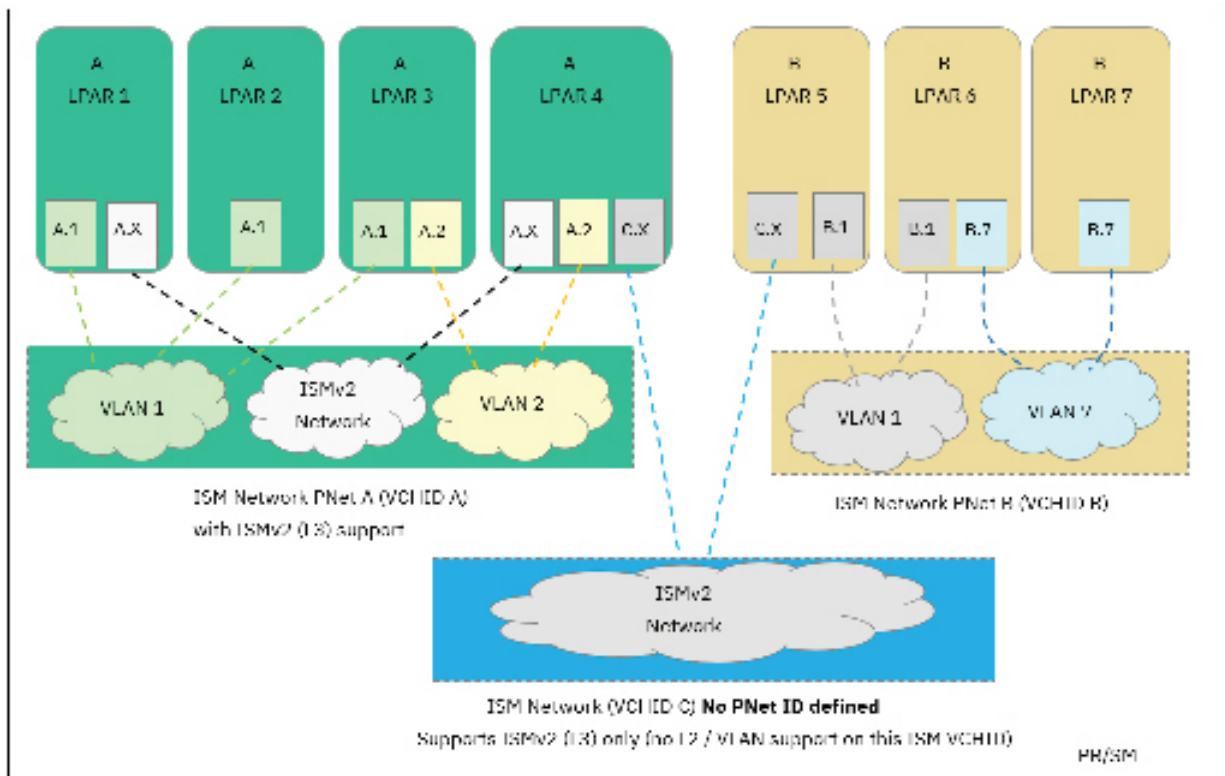 A
LPAR 1
A
LPAR 2
A
LPAR 3
A
LPAR 4
B
LPAR 5
B
LPAR 6
B
LPAR 7
A.1
A.X
A.1
A.1
A.2
A.X
A.2
C.X
C.X
B.1
B.1
B.7
B.7
VLAN 1
ISMv2
Network
VLAN 2
VLAN 1
VLAN 7
ISM Network PNet A (VCHID A)
with ISMv2 (L3) support
ISM Network PNet B (VCHID B)
ISMv2
Network
ISM Network (VCHID C) No PNet ID defined
Supports ISMv2 (L3) only (no L2 / VLAN support on this ISM VCHID)
PR/SM